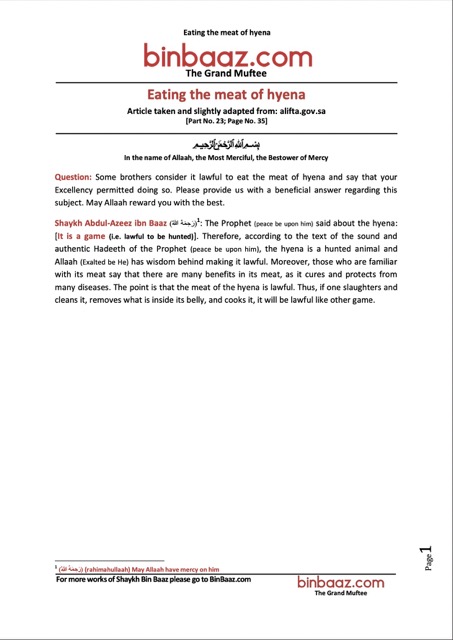 Eating the meat of hyena
binbaaz.com
The Grand Muftee
Eating the meat of hyena
Article taken and slightly adapted from: alifta.gov.sa
[Part No. 23; Page No. 35]
بِسْمِ اللهِ الرَّحْمٰنِ الرَّحِيْمِ
In the name of Allaah, the Most Merciful, the Bestower of Mercy
Question: Some brothers consider it lawful to eat the meat of hyena and say that your
Excellency permitted doing so. Please provide us with a beneficial answer regarding this
subject. May Allaah reward you with the best.
Shaykh Abdul-Azeez ibn Baaz (رَحِمَهُ اللهُ)¹: The Prophet (peace be upon him) said about the hyena:
[It is a game (i.e. lawful to be hunted)]. Therefore, according to the text of the sound and
authentic Hadeeth of the Prophet (peace be upon him), the hyena is a hunted animal and
Allaah (Exalted be He) has wisdom behind making it lawful. Moreover, those who are familiar
with its meat say that there are many benefits in its meat, as it cures and protects from
many diseases. The point is that the meat of the hyena is lawful. Thus, if one slaughters and
cleans it, removes what is inside its belly, and cooks it, it will be lawful like other game.
Page1
¹ (رَحِمَهُ اللهُ) (rahimahullaah) May Allaah have mercy on him
For more works of Shaykh Bin Baaz please go to BinBaaz.com
binbaaz.com
The Grand Muftee